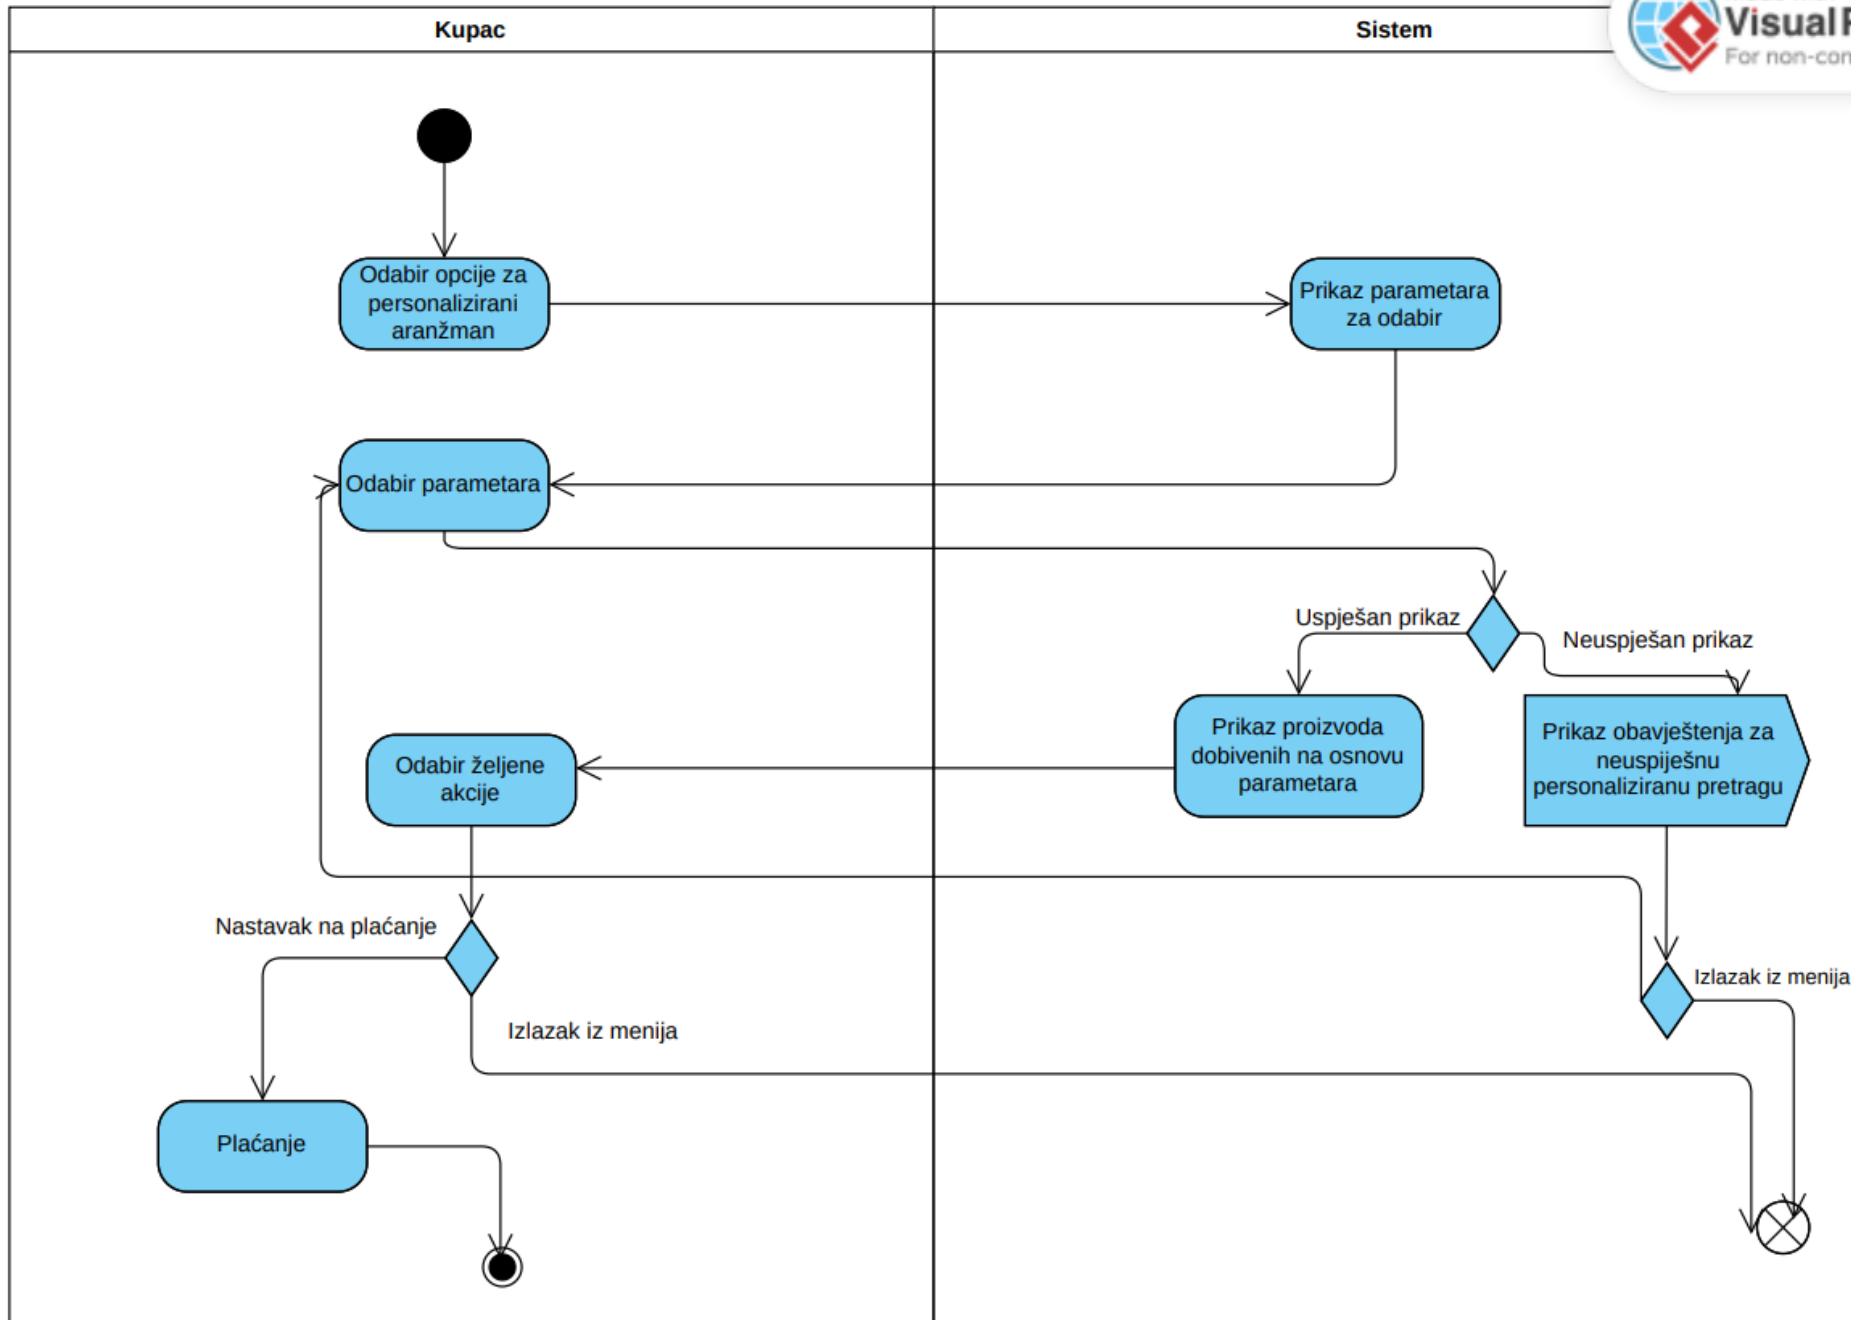 Kupac
Sistem
Visual
For non-com
Odabir opcije za
personalizirani
aranžman
Prikaz parametara
za odabir
Odabir parametara
Uspješan prikaz
Neuspješan prikaz
Prikaz proizvoda
dobivenih na osnovu
parametara
Prikaz obavještenja za
neuspiješnu
personaliziranu pretragu
Odabir željene
akcije
Nastavak na plaćanje
Izlazak iz menija
Izlazak iz menija
Plaćanje